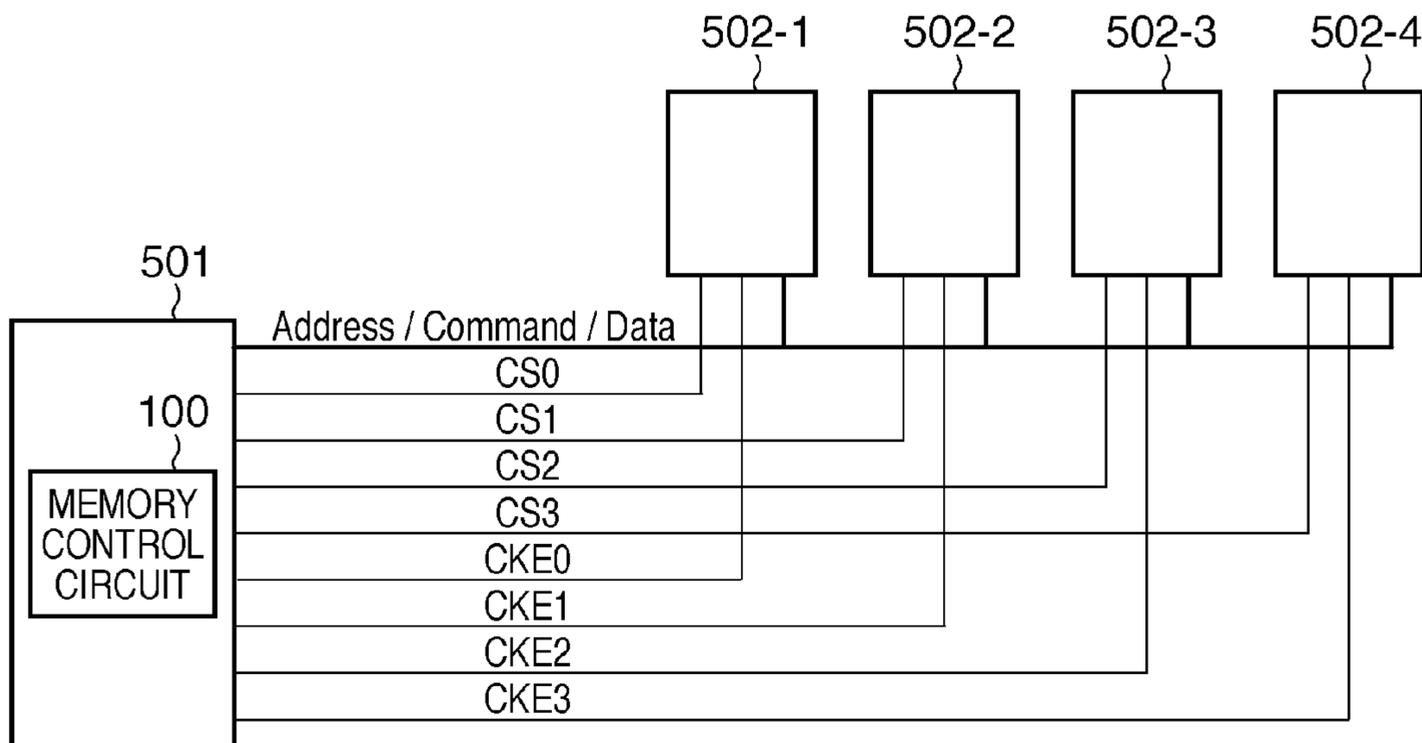 502-1
502-2
502-3
502-4
501
Address / Command / Data
CS0
100
CS1
CS2
MEMORY
CONTROL
CIRCUIT
CS3
CKE0
CKE1
CKE2
CKE3